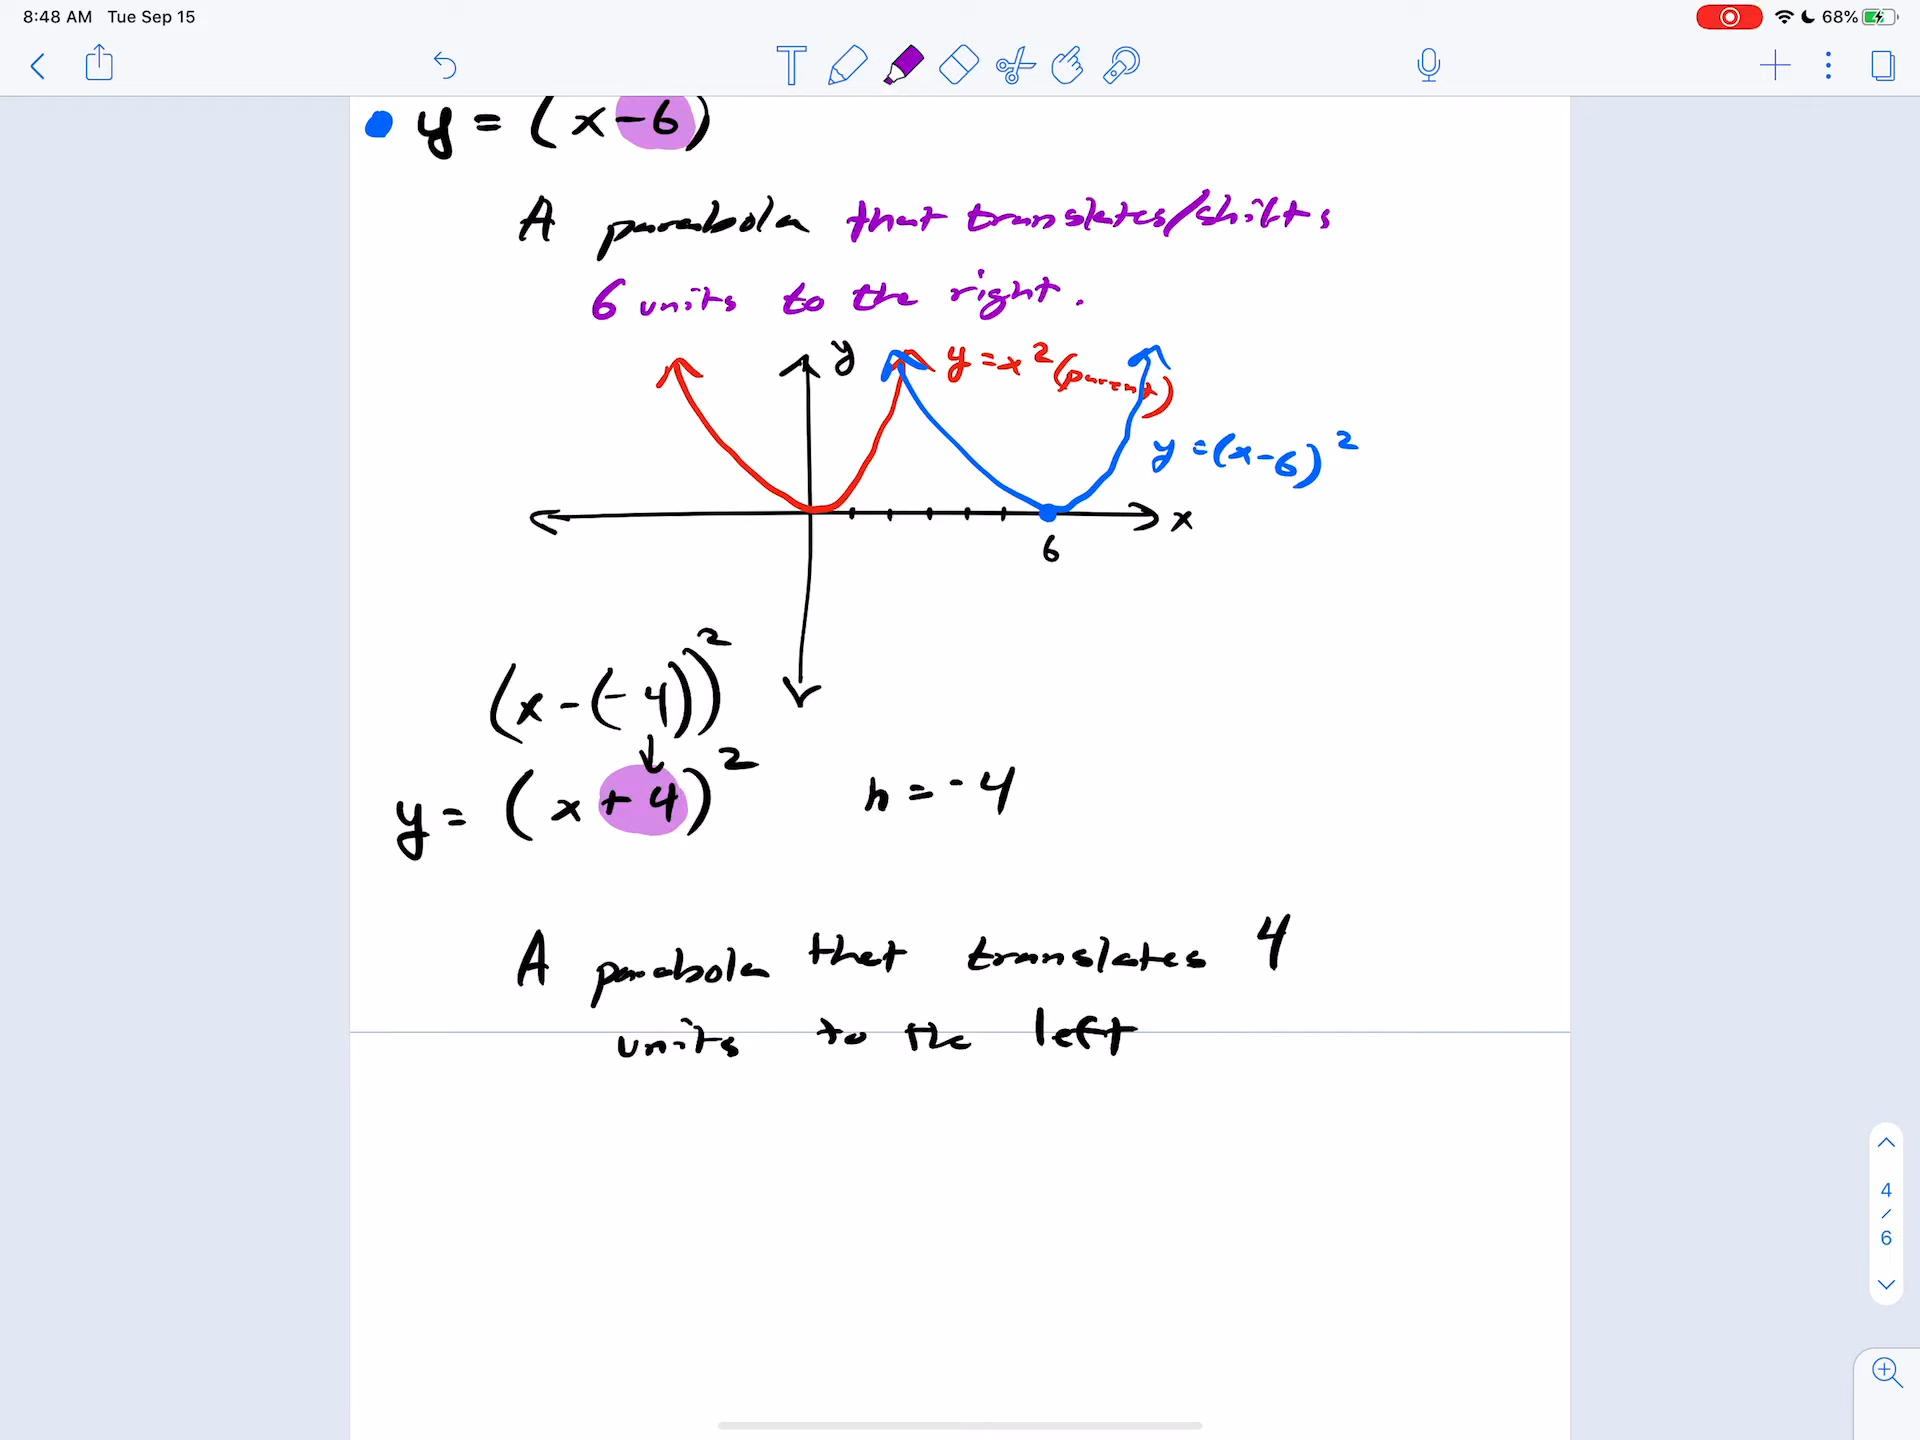 8:48 AM Tue Sep 15
68%
y = (x-6)
A parabola that translates/shifts
6 units to the right.
y
y=x²(parent)
y=(x-6)²
x
6
(x-(-4))²
y= (x+4)²
h=-4
A parabola that translates 4
units to the left
4
/
6